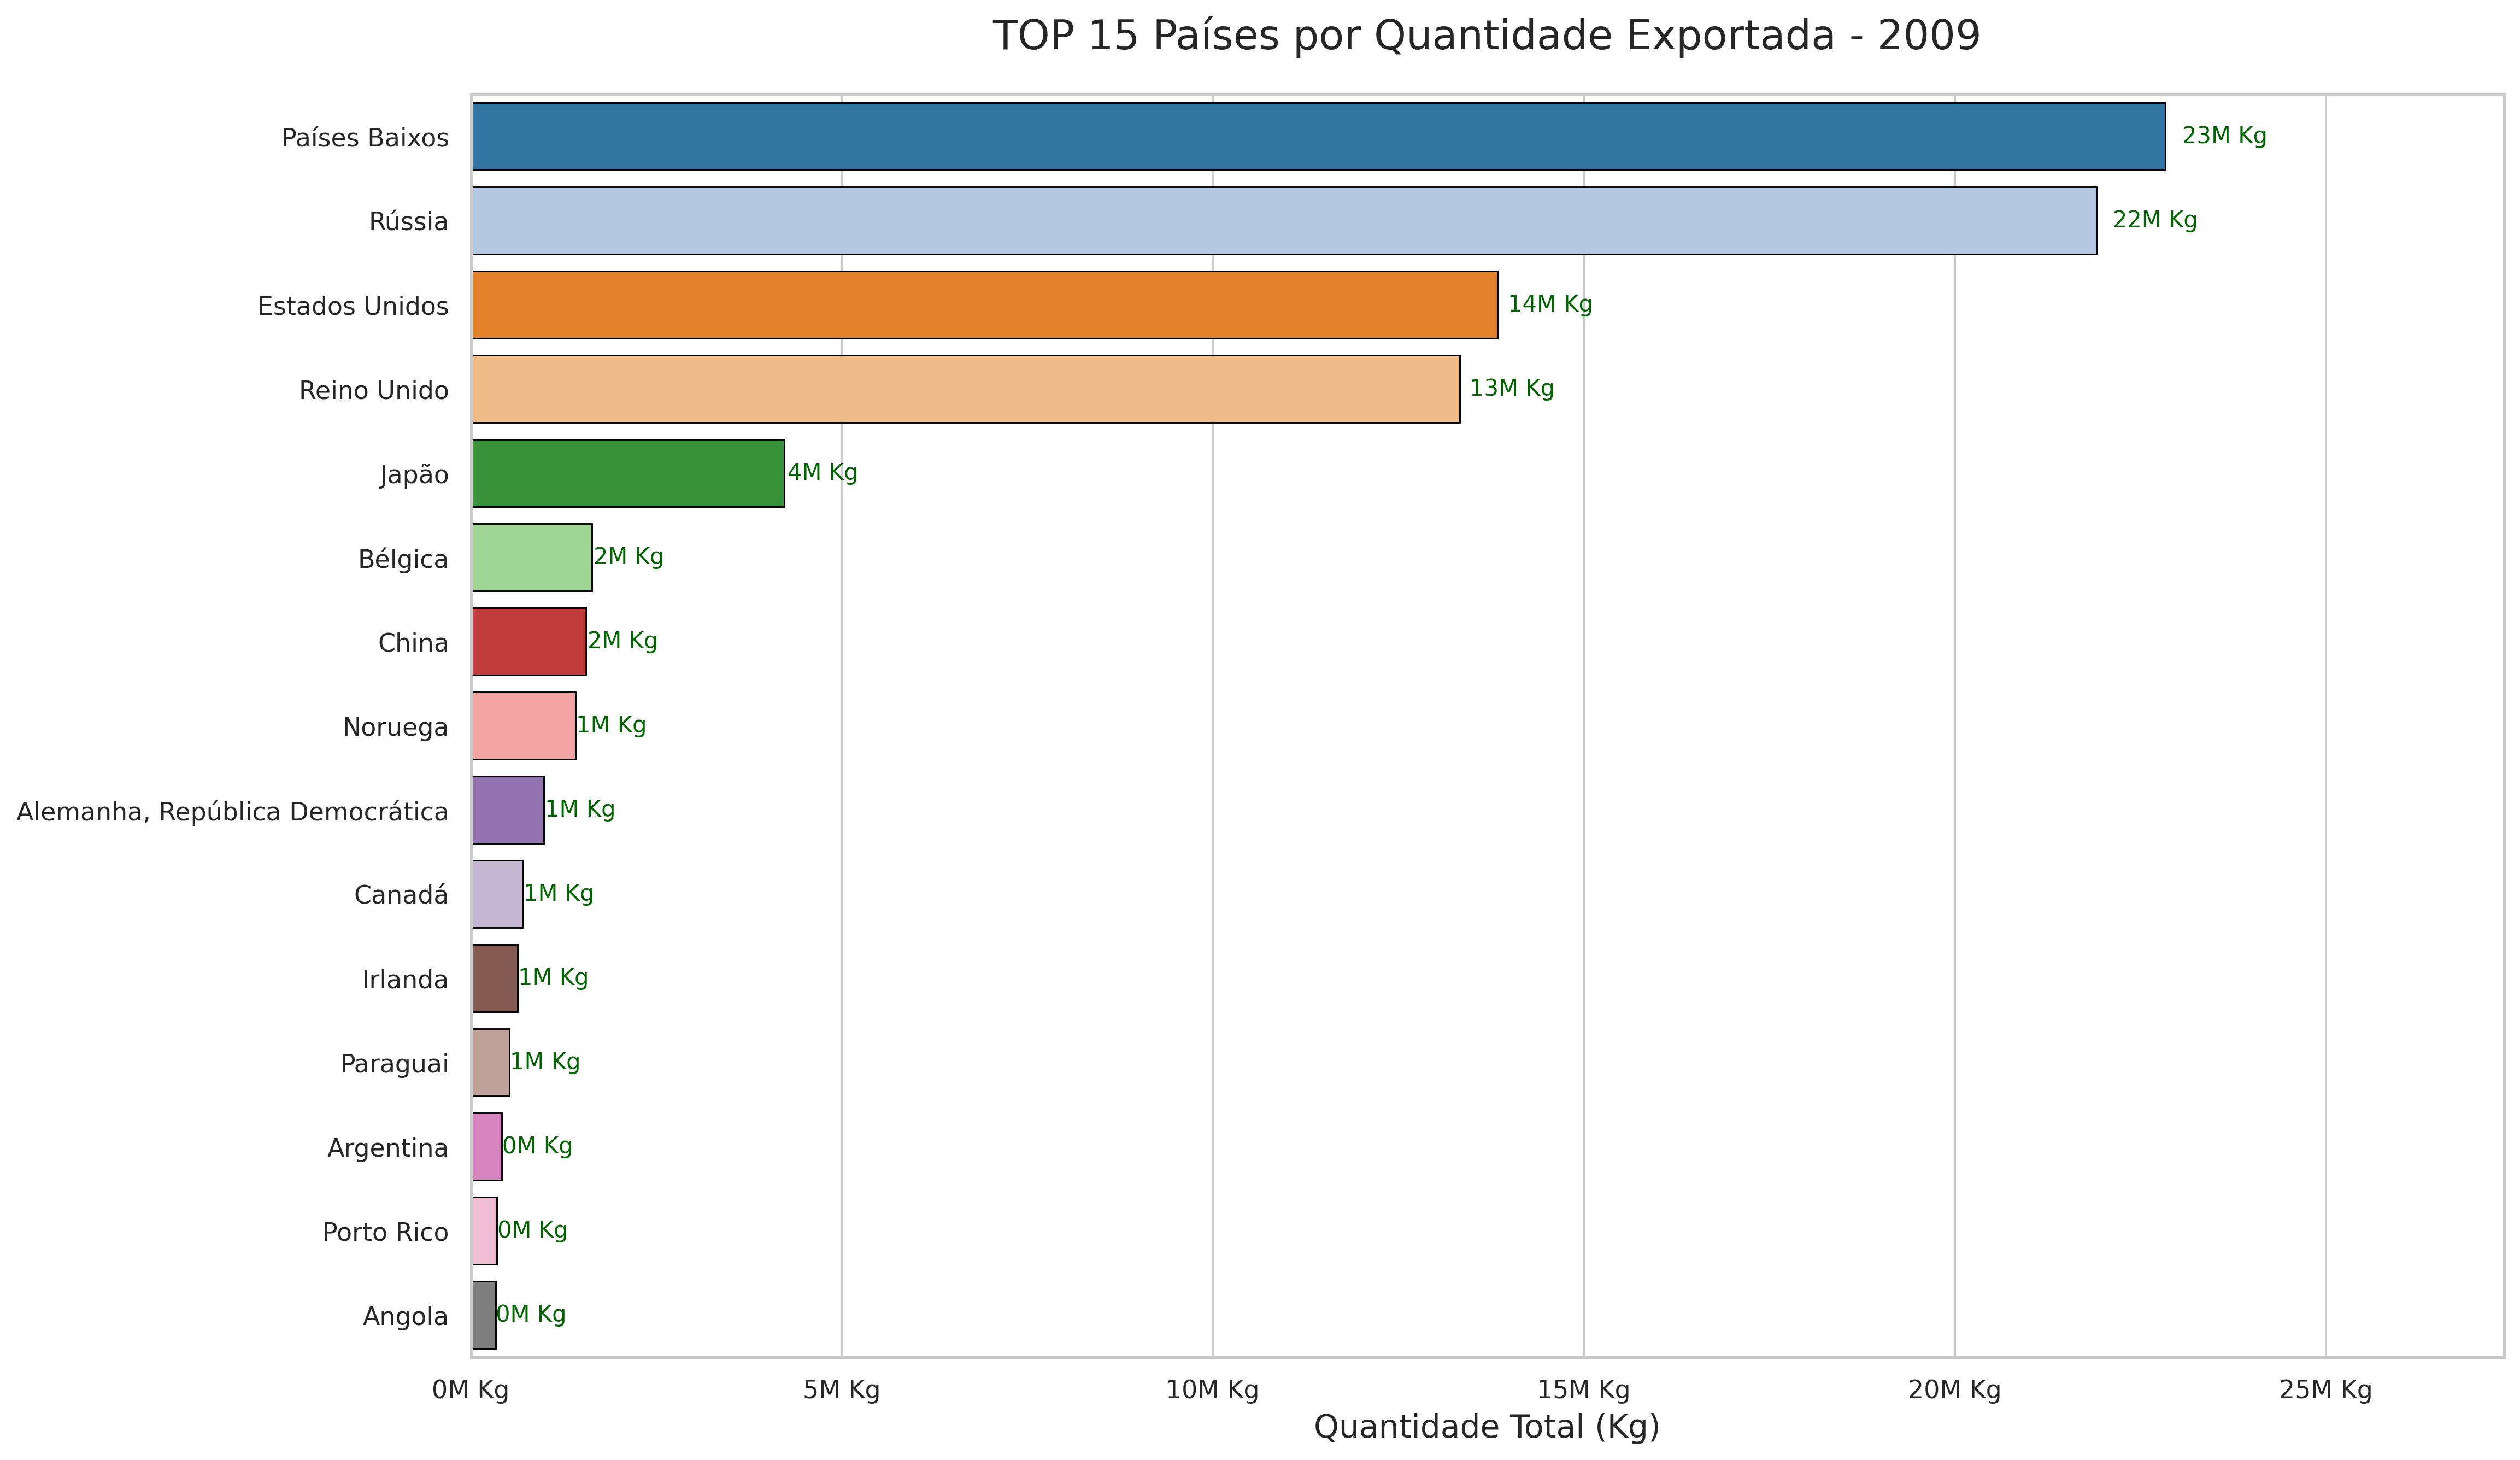 TOP 15 Países por Quantidade Exportada - 2009
Países Baixos 23M Kg
Rússia 22M Kg
Estados Unidos 14M Kg
Reino Unido 13M Kg
Japão 4M Kg
Bélgica 2M Kg
China 2M Kg
Noruega 1M Kg
Alemanha, República Democrática 1M Kg
Canadá 1M Kg
Irlanda 1M Kg
Paraguai 1M Kg
Argentina 0M Kg
Porto Rico 0M Kg
Angola 0M Kg
0M Kg 5M Kg 10M Kg 15M Kg 20M Kg 25M Kg
Quantidade Total (Kg)